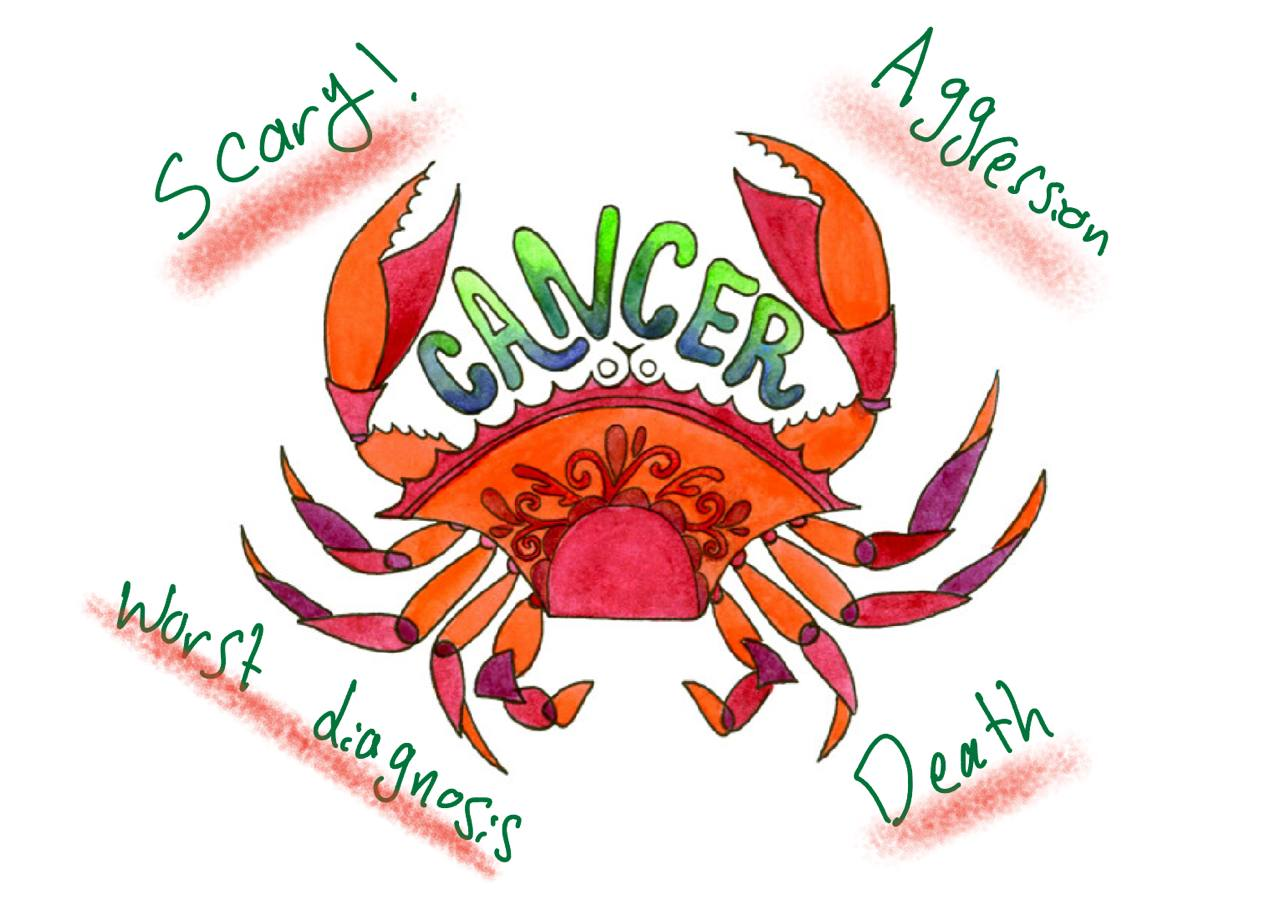 Scary!
Aggression
CANCER
Worst diagnosis
Death